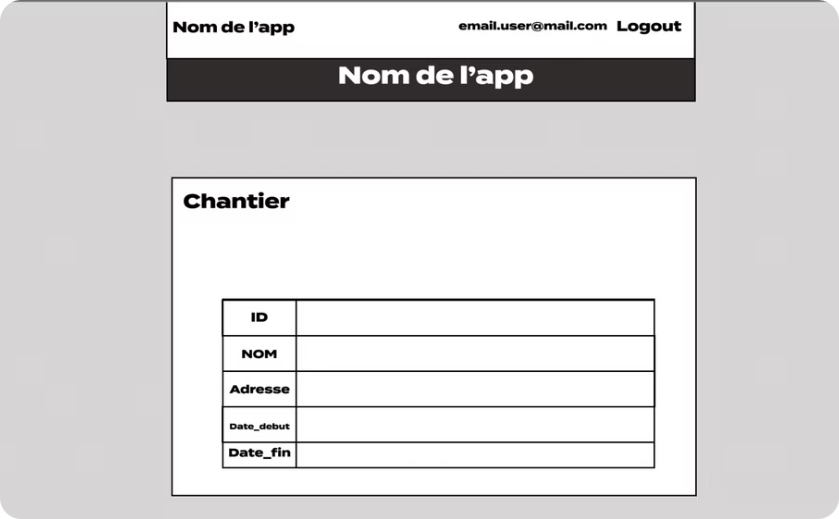 Nom de l’app email.user@mail.com Logout
Nom de l’app
Chantier
ID
NOM
Adresse
Date_debut
Date_fin